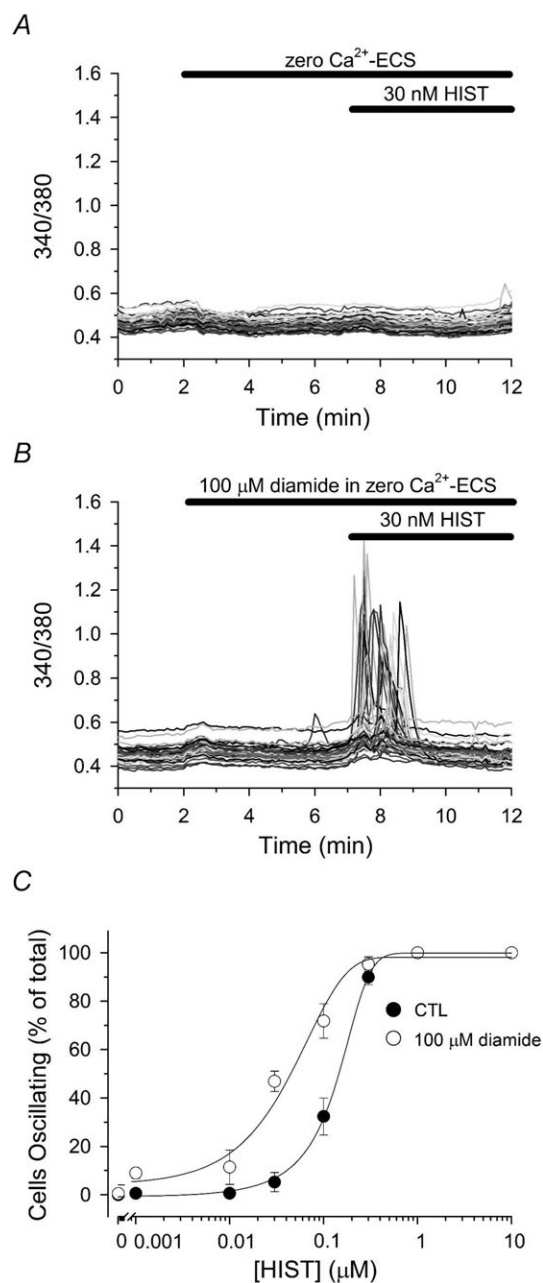 A
zero Ca²⁺-ECS
30 nM HIST
1.6
1.4
1.2
1.0
0.8
0.6
0.4
340/380
0 2 4 6 8 10 12
Time (min)
B
100 μM diamide in zero Ca²⁺-ECS
30 nM HIST
1.6
1.4
1.2
1.0
0.8
0.6
0.4
340/380
0 2 4 6 8 10 12
Time (min)
C
100
80
60
40
20
0
Cells Oscillating (% of total)
CTL
100 μM diamide
0 0.001 0.01 0.1 1 10
[HIST] (μM)